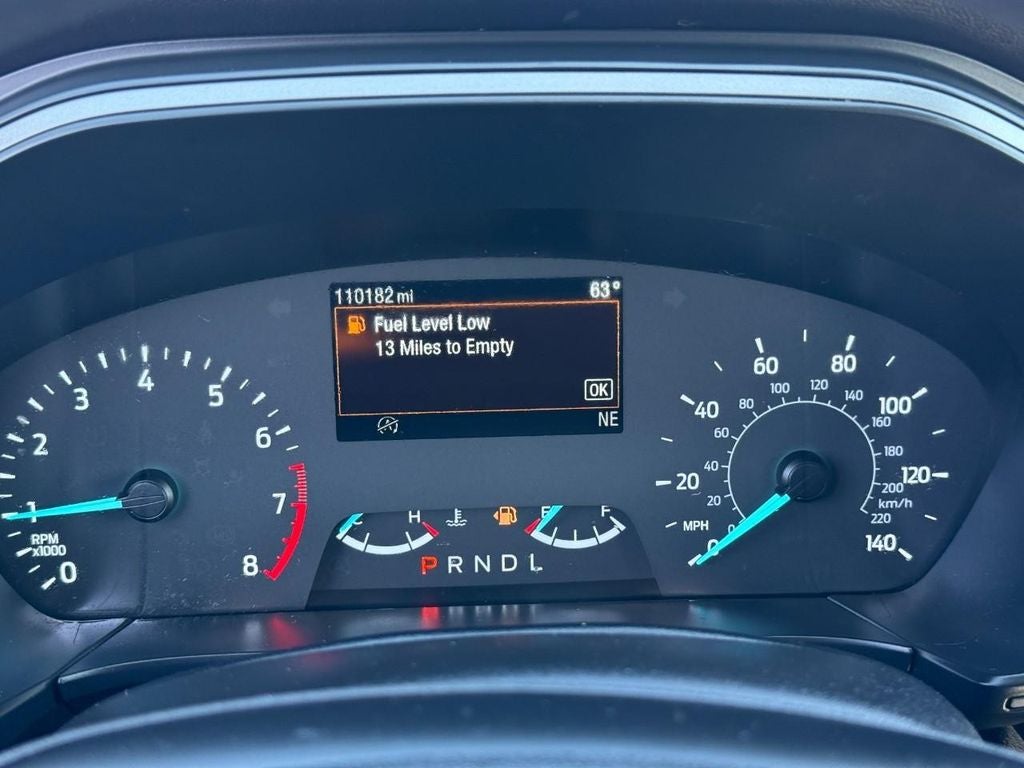 110182 mi 63°
Fuel Level Low
13 Miles to Empty
OK
NE
0 1 2 3 4 5 6 7 8
RPM
x1000
C H
E F
P R N D L
MPH
0 20 40 60 80 100 120 140
0 20 40 60 80 100 120 140 160 180 200 220
km/h